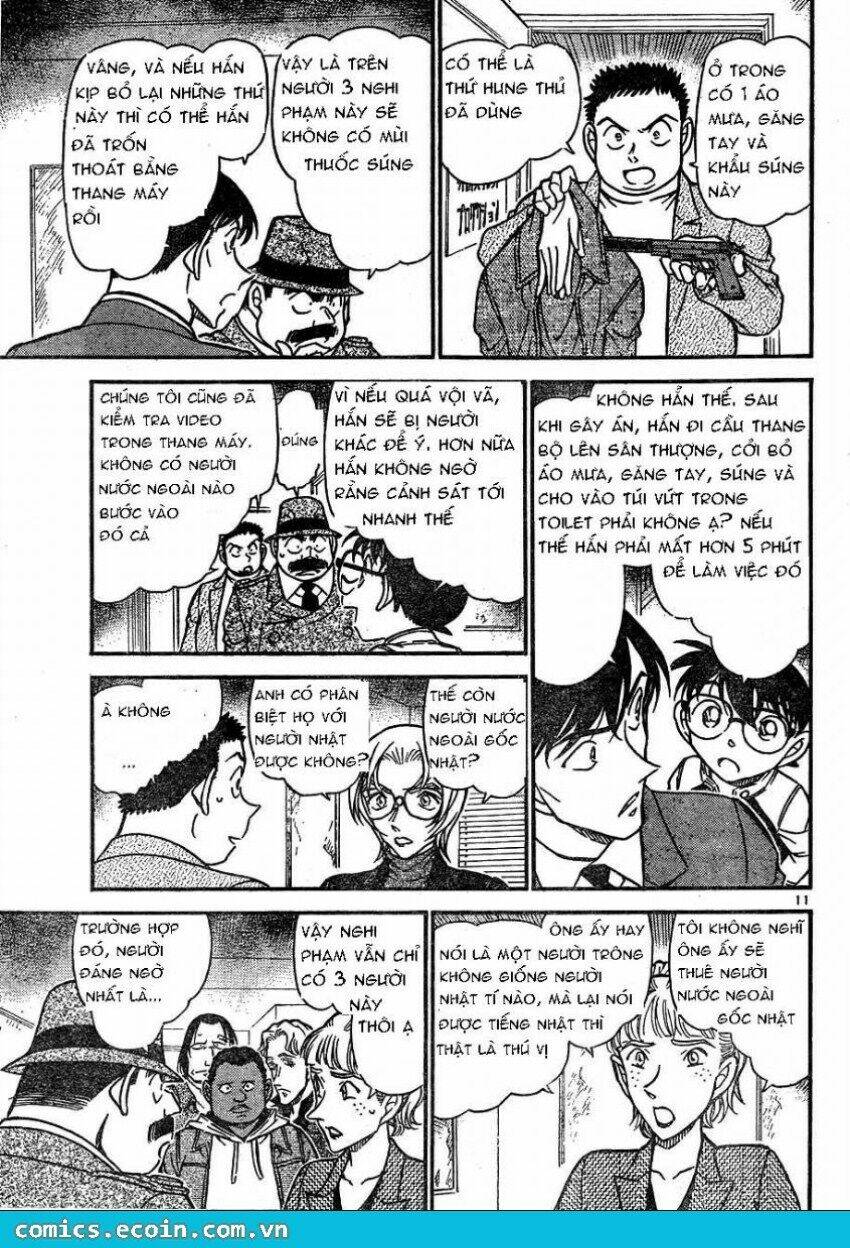 Ở TRONG
CÓ 1 ÁO
MƯA, GĂNG
TAY VÀ
KHẨU SÚNG
NÀY
CÓ THỂ LÀ
THỨ HUNG THỦ
ĐÃ DÙNG
VẬY LÀ TRÊN
NGƯỜI 3 NGHI
PHẠM NÀY SẼ
KHÔNG CÓ MÙI
THUỐC SÚNG
VÂNG, VÀ NẾU HẮN
KỊP BỎ LẠI NHỮNG THỨ
NÀY THÌ CÓ THỂ HẮN
ĐÃ TRỐN
THOÁT BẰNG
THANG MÁY
RỒI
KHÔNG HẲN THẾ. SAU
KHI GÂY ÁN, HẮN ĐI CẦU THANG
BỘ LÊN SÂN THƯỢNG, CỞI BỎ
ÁO MƯA, GĂNG TAY, SÚNG VÀ
CHO VÀO TÚI VỨT TRONG
TOILET PHẢI KHÔNG Ạ? NẾU
THẾ HẮN PHẢI MẤT HƠN 5 PHÚT
ĐỂ LÀM VIỆC ĐÓ
VÌ NẾU QUÁ VỘI VÃ,
HẮN SẼ BỊ NGƯỜI
KHÁC ĐỂ Ý. HƠN NỮA
HẮN KHÔNG NGỜ
RẰNG CẢNH SÁT TỚI
NHANH THẾ
ĐÚNG
CHÚNG TÔI CŨNG ĐÃ
KIỂM TRA VIDEO
TRONG THANG MÁY.
KHÔNG CÓ NGƯỜI
NƯỚC NGOÀI NÀO
BƯỚC VÀO
ĐÓ CẢ
THẾ CÒN
NGƯỜI NƯỚC
NGOÀI GỐC
NHẬT?
ANH CÓ PHÂN
BIỆT HỌ VỚI
NGƯỜI NHẬT
ĐƯỢC KHÔNG?
À KHÔNG
...
11
TÔI KHÔNG NGHĨ
ÔNG ẤY SẼ
THUÊ NGƯỜI
NƯỚC NGOÀI
GỐC NHẬT
ÔNG ẤY HAY
NÓI LÀ MỘT NGƯỜI TRÔNG
KHÔNG GIỐNG NGƯỜI
NHẬT TÍ NÀO, MÀ LẠI NÓI
ĐƯỢC TIẾNG NHẬT THÌ
THẬT LÀ THÚ VỊ
VẬY NGHI
PHẠM VẪN CHỈ
CÓ 3 NGƯỜI
NÀY
THÔI Ạ
TRƯỜNG HỢP
ĐÓ, NGƯỜI
ĐÁNG NGỜ
NHẤT LÀ...
comics.ecoin.com.vn